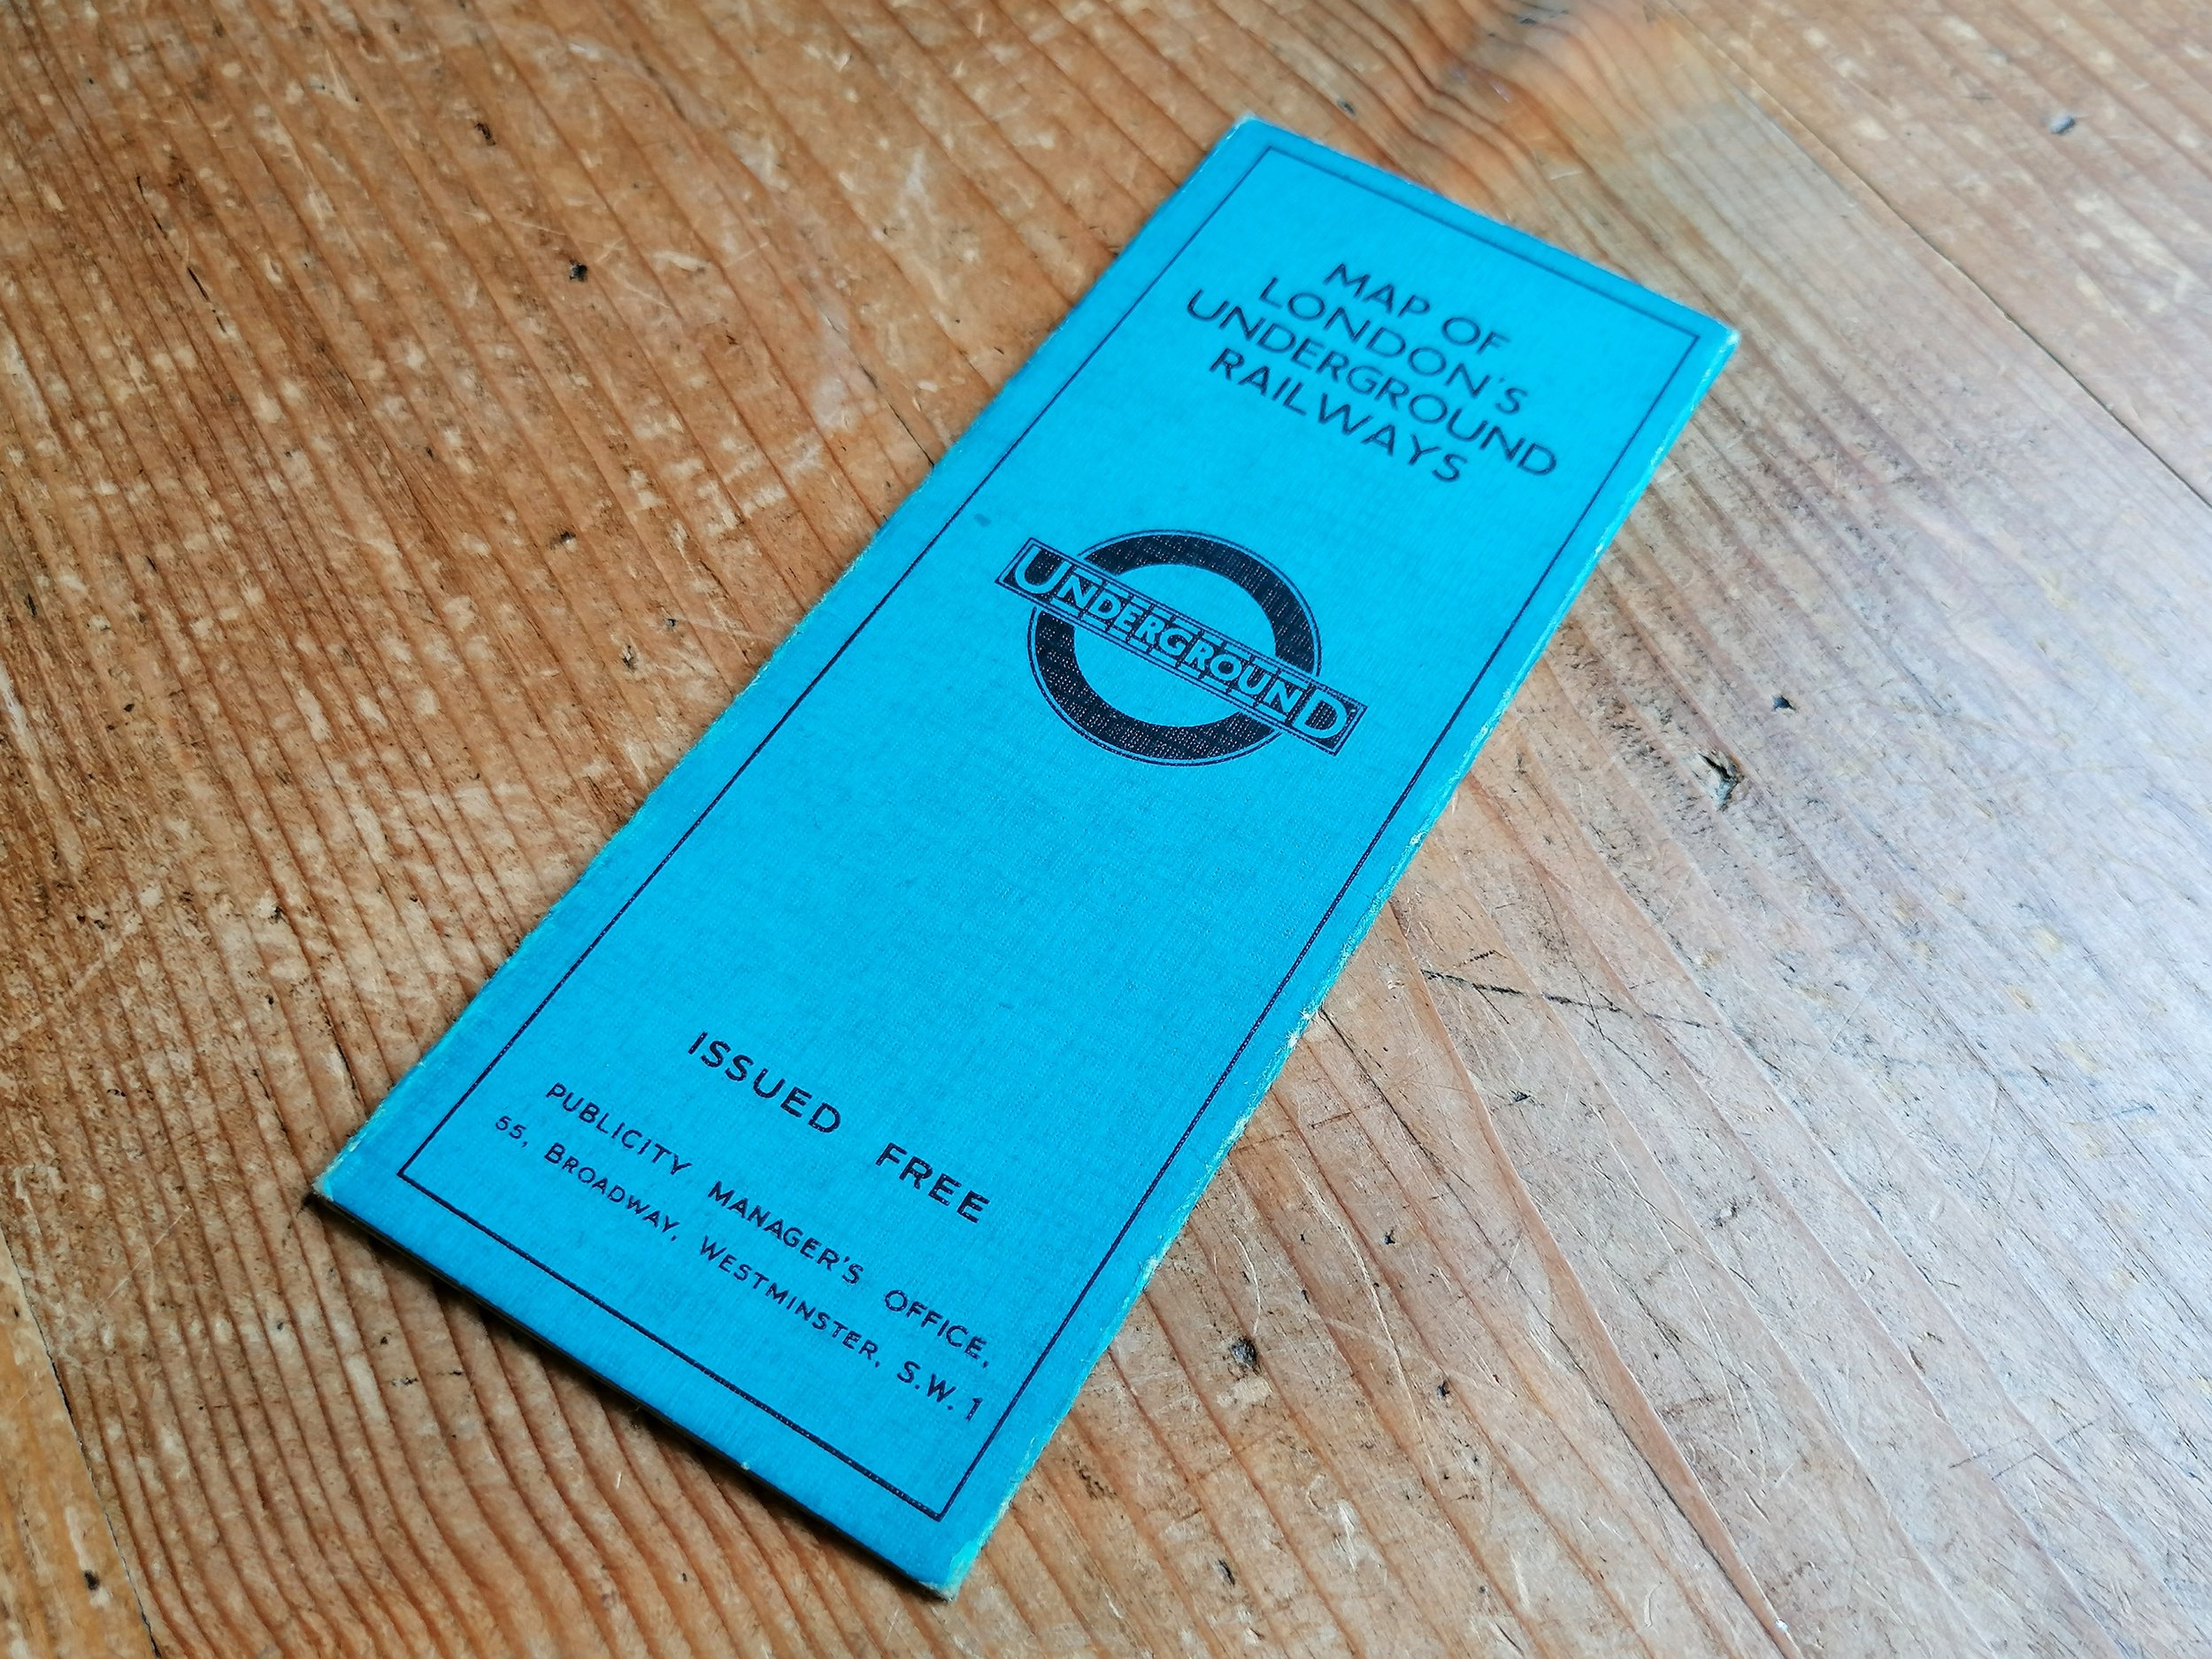 MAP OF
LONDON'S
UNDERGROUND
RAILWAYS
UNDERGROUND
ISSUED FREE
PUBLICITY MANAGER'S OFFICE,
55, BROADWAY, WESTMINSTER, S.W.1